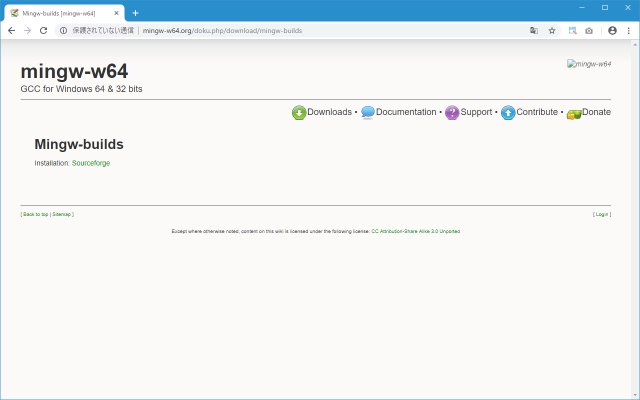 Mingw-builds [mingw-w64]
保護されていない通信 | mingw-w64.org/doku.php/download/mingw-builds
mingw-w64
mingw-w64
GCC for Windows 64 & 32 bits
Downloads • Documentation • Support • Contribute • Donate
Mingw-builds
Installation: Sourceforge
[ Back to top | Sitemap ]
[ Login ]
Except where otherwise noted, content on this wiki is licensed under the following license: CC Attribution-Share Alike 3.0 Unported